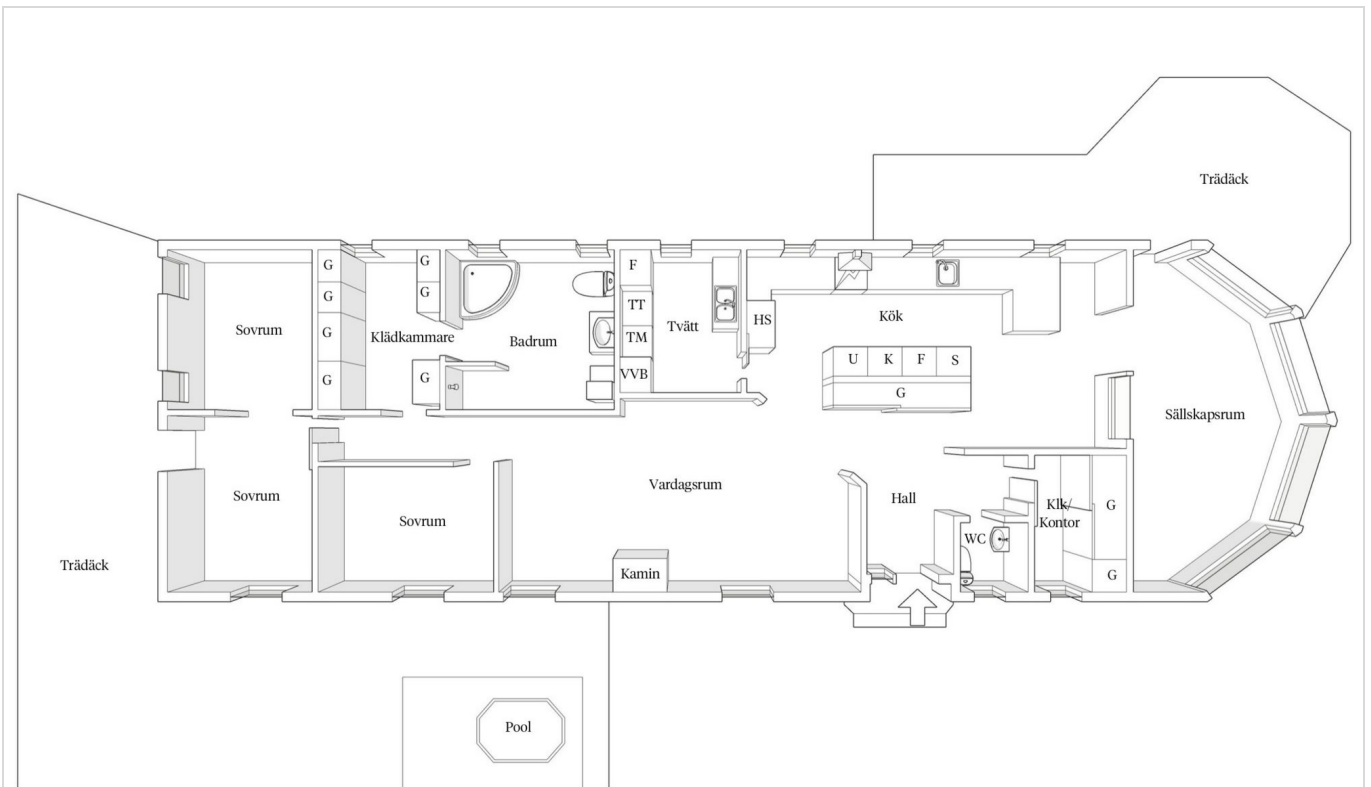 Trädäck
G
G
F
G
G
TT
Kök
HS
Sovrum
G
Klädkammare
Badrum
TM
Tvätt
G
G
VVB
U K F S
G
Sällskapsrum
Sovrum
Sovrum
Vardagsrum
Hall
Klk/
Kontor
G
WC
Trädäck
Kamin
G
Pool